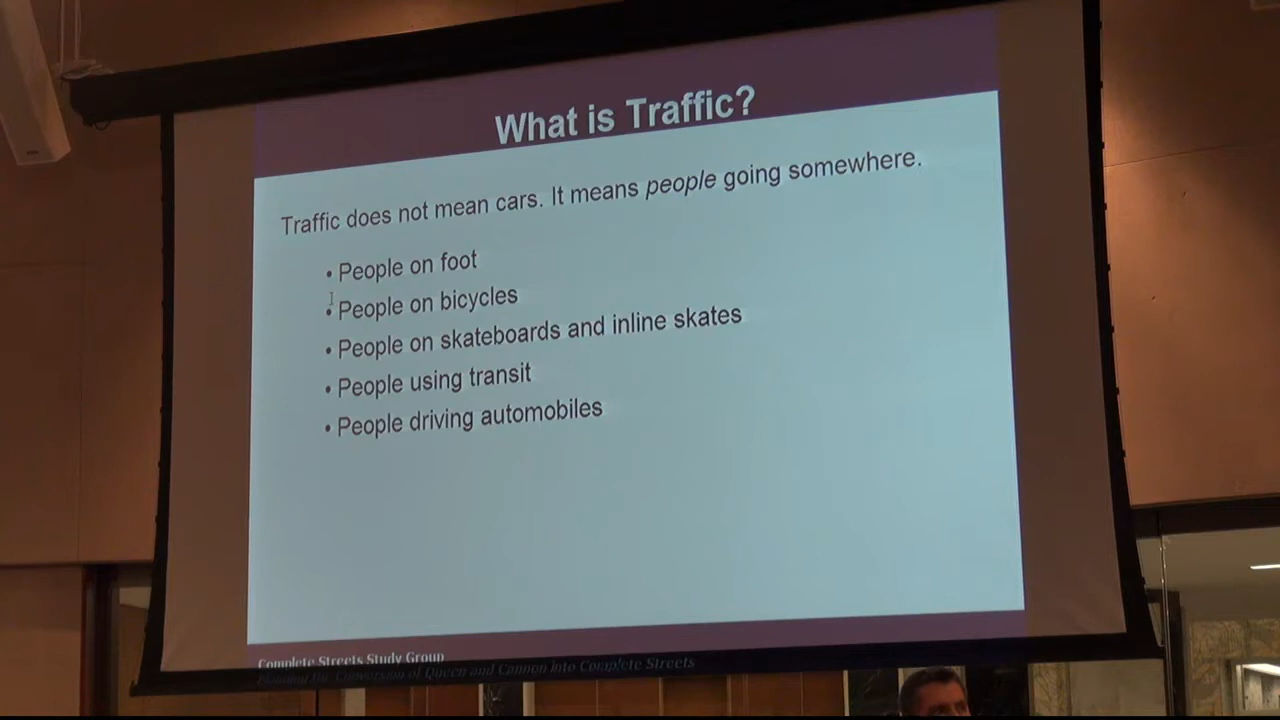 What is Traffic?
Traffic does not mean cars. It means people going somewhere.
• People on foot
• People on bicycles
• People on skateboards and inline skates
• People using transit
• People driving automobiles
Complete Streets Study Group
Planning the Conversion of Queen and Cannon into Complete Streets